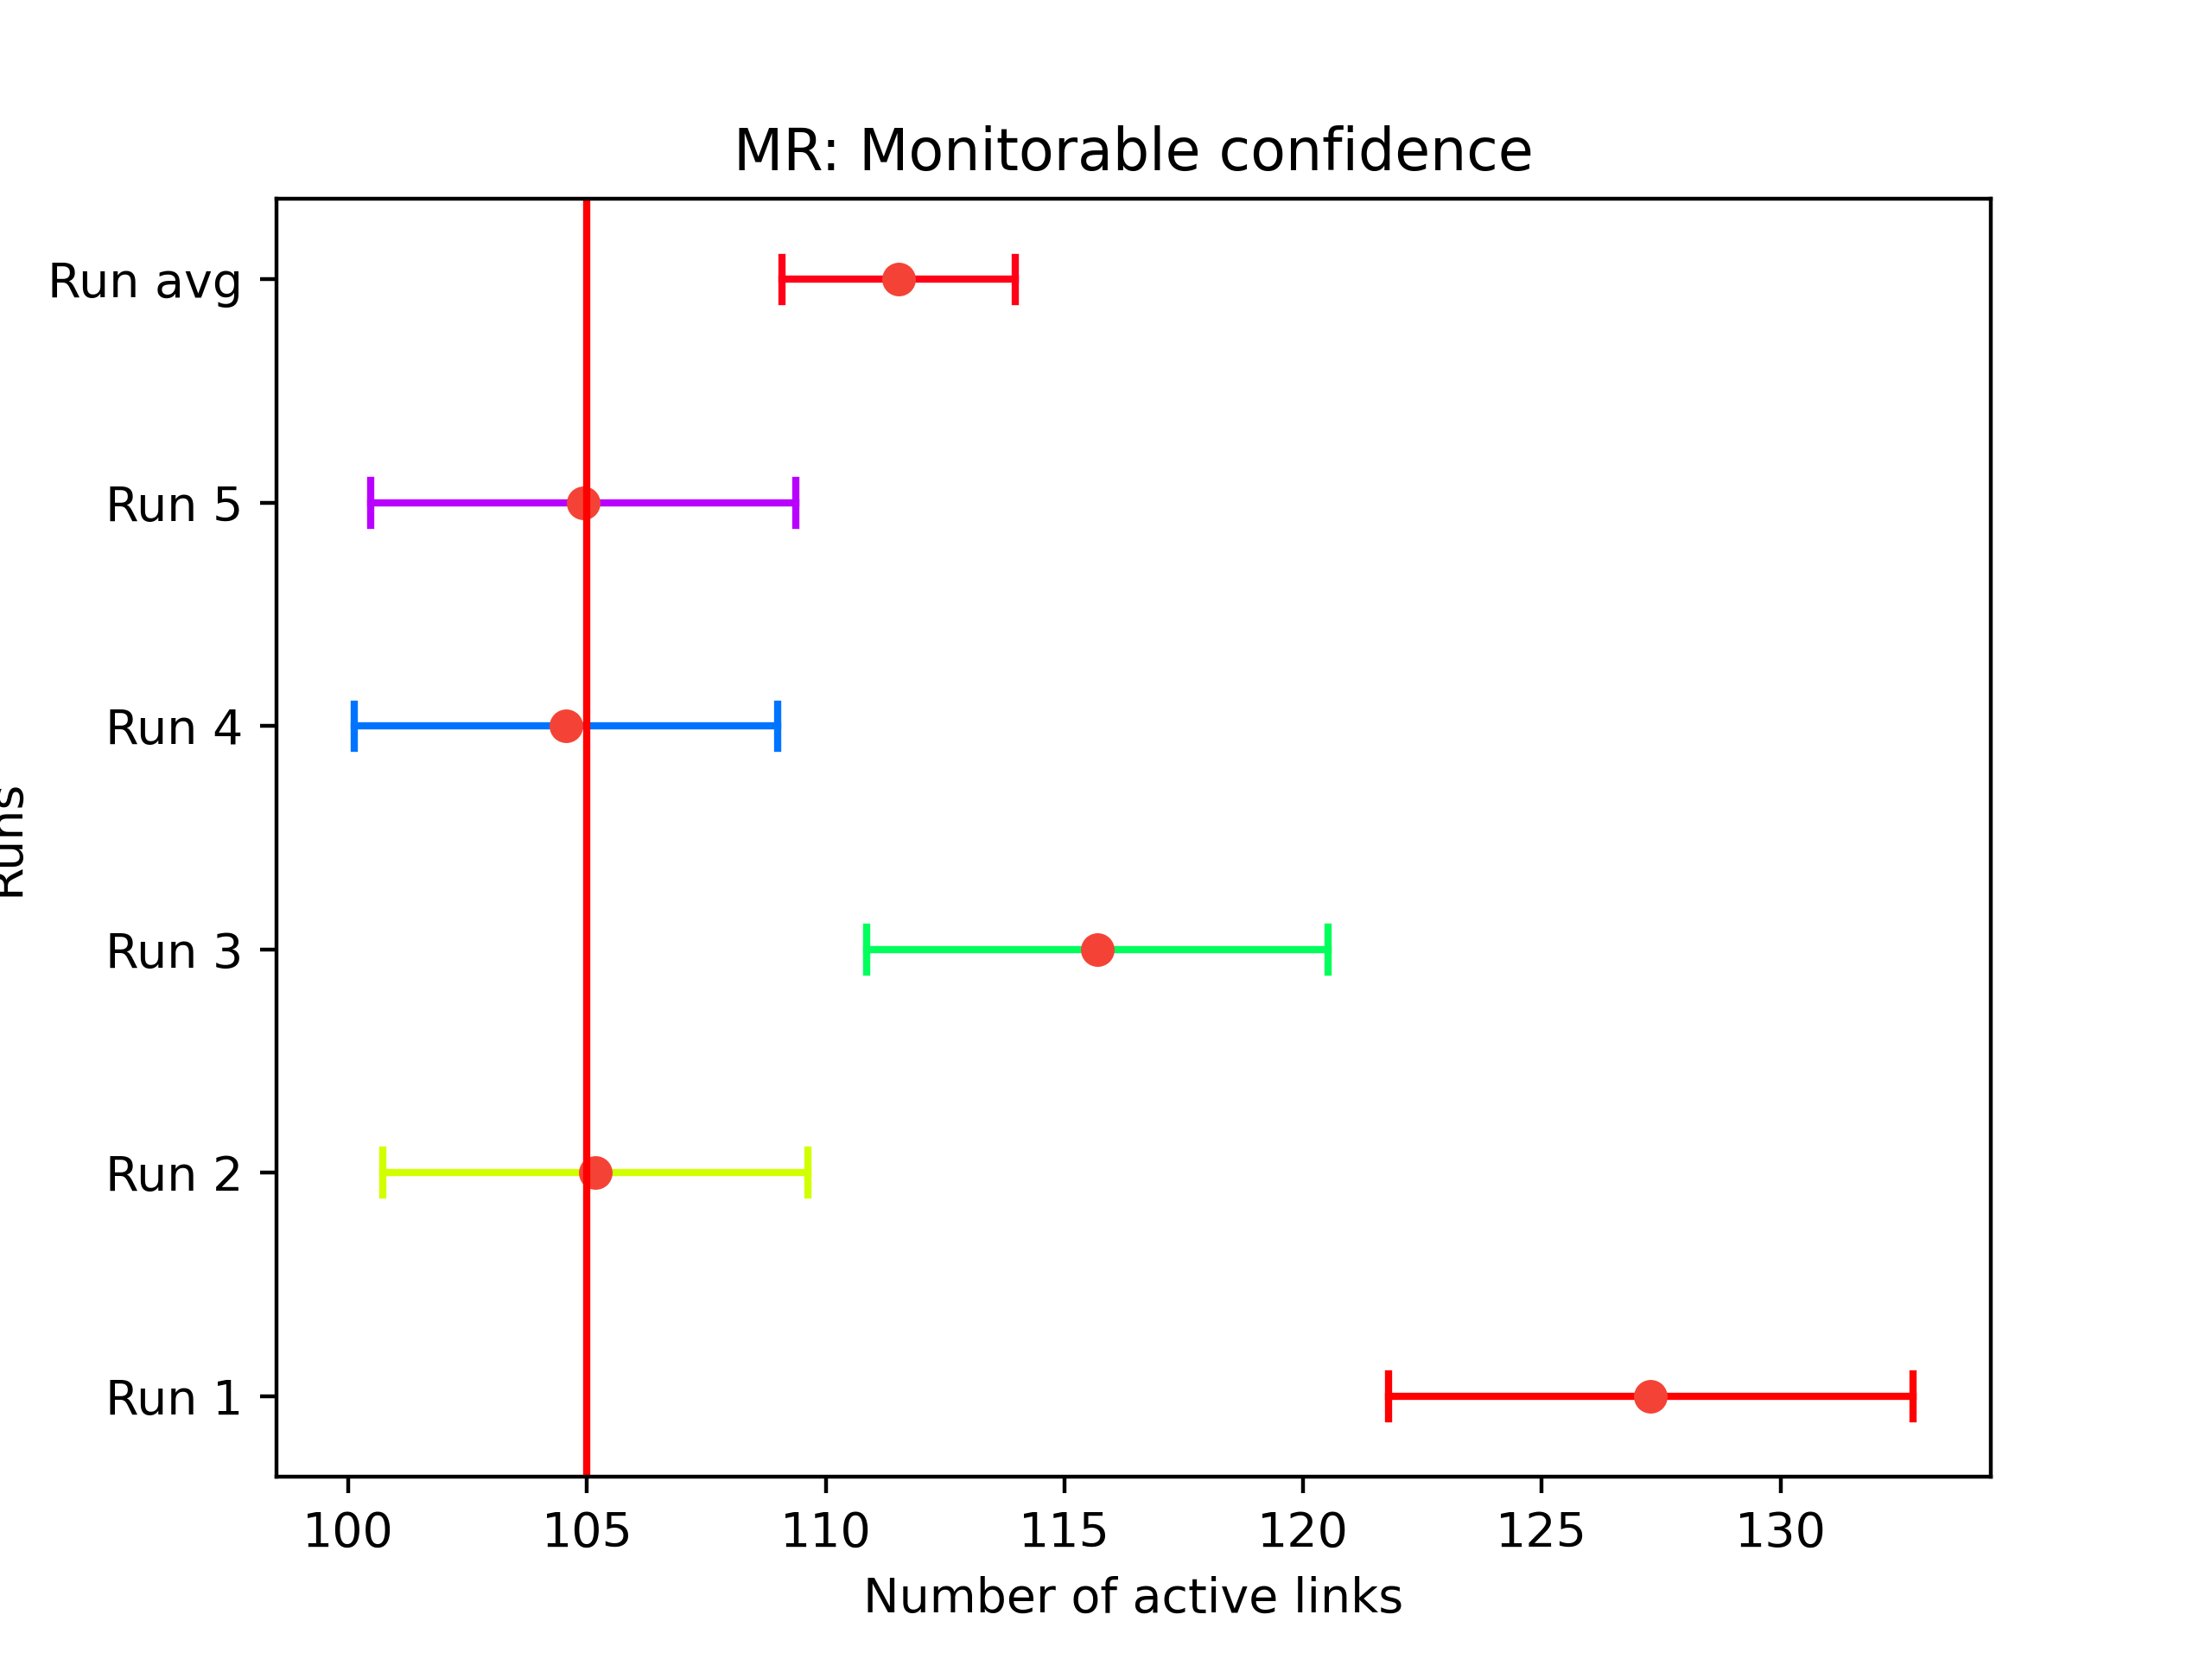 MR: Monitorable confidence
Run avg
Run 5
Run 4
Runs
Run 3
Run 2
Run 1
100 105 110 115 120 125 130
Number of active links